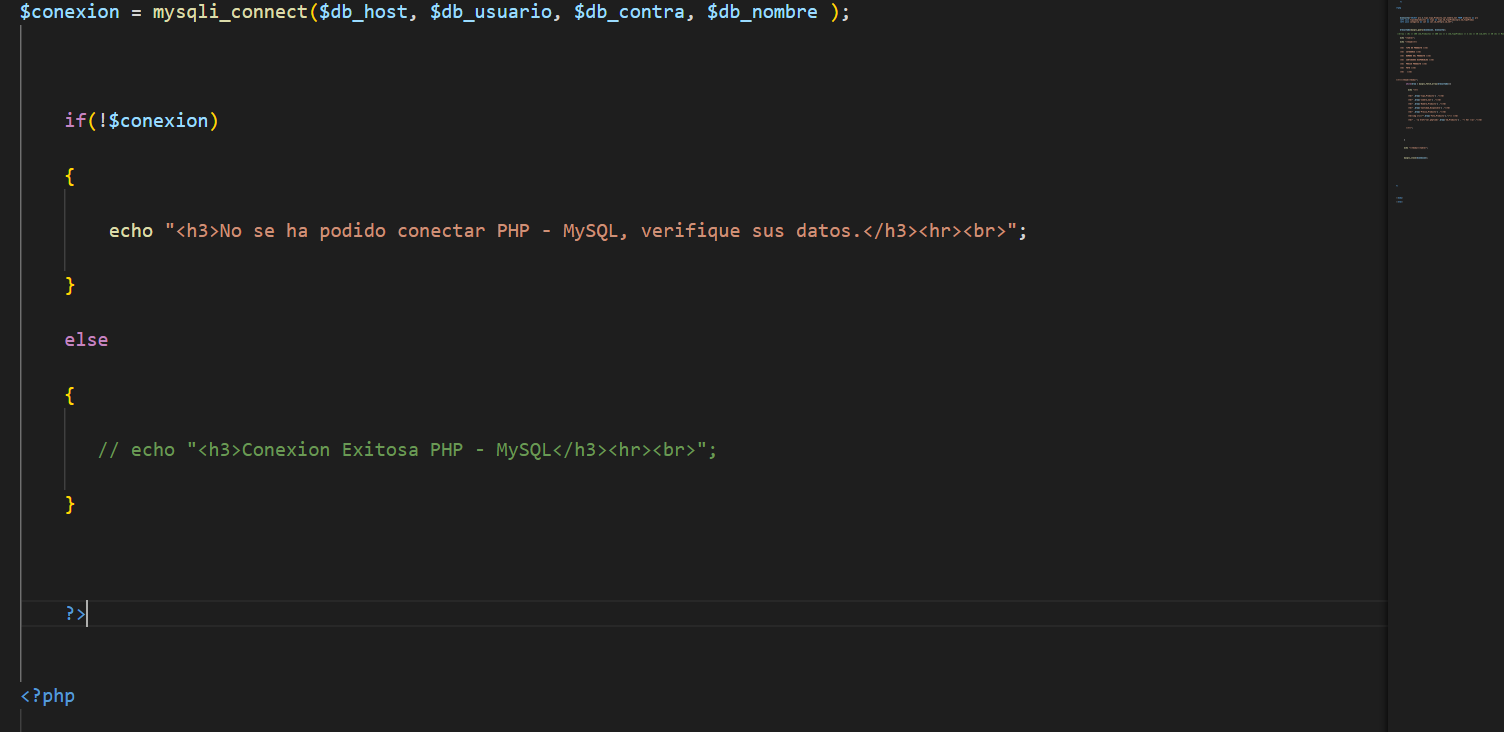 $conexion = mysqli_connect($db_host, $db_usuario, $db_contra, $db_nombre );
if(!$conexion)
{
echo "<h3>No se ha podido conectar PHP - MySQL, verifique sus datos.</h3><hr><br>";
}
else
{
// echo "<h3>Conexion Exitosa PHP - MySQL</h3><hr><br>";
}
?>
<?php